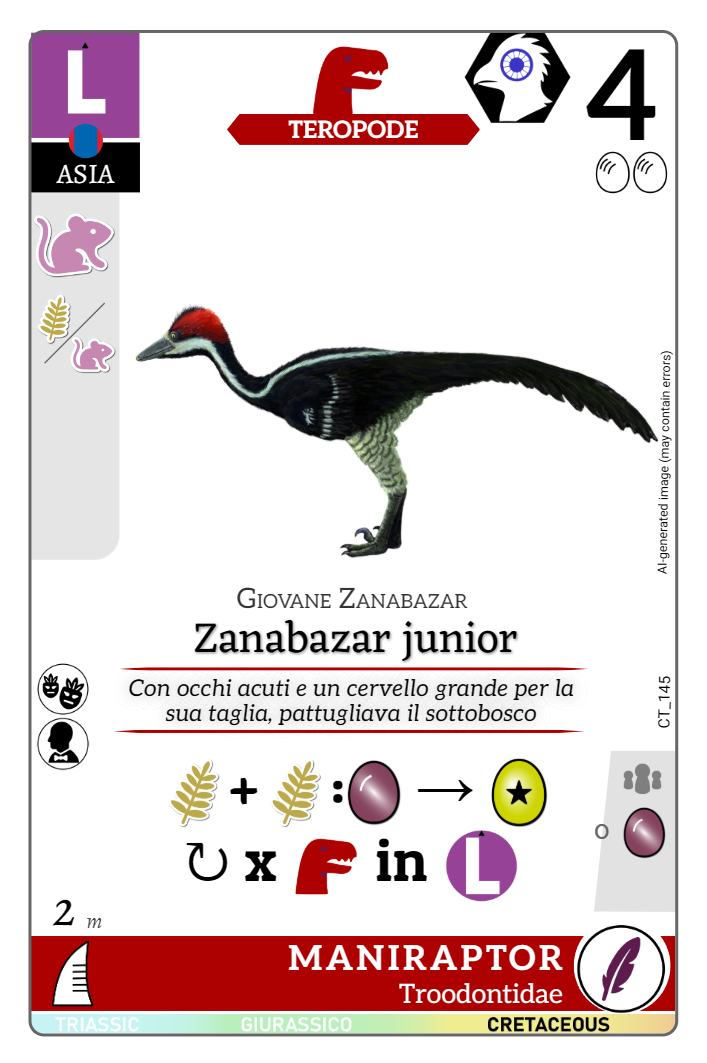 L
TEROPODE
4
ASIA
AI-generated image (may contain errors)
Giovane Zanabazar
Zanabazar junior
Con occhi acuti e un cervello grande per la
sua taglia, pattugliava il sottobosco
CT_145
+ : →
↻ x in L
o
2 m
MANIRAPTOR
Troodontidae
TRIASSIC GIURASSICO CRETACEOUS